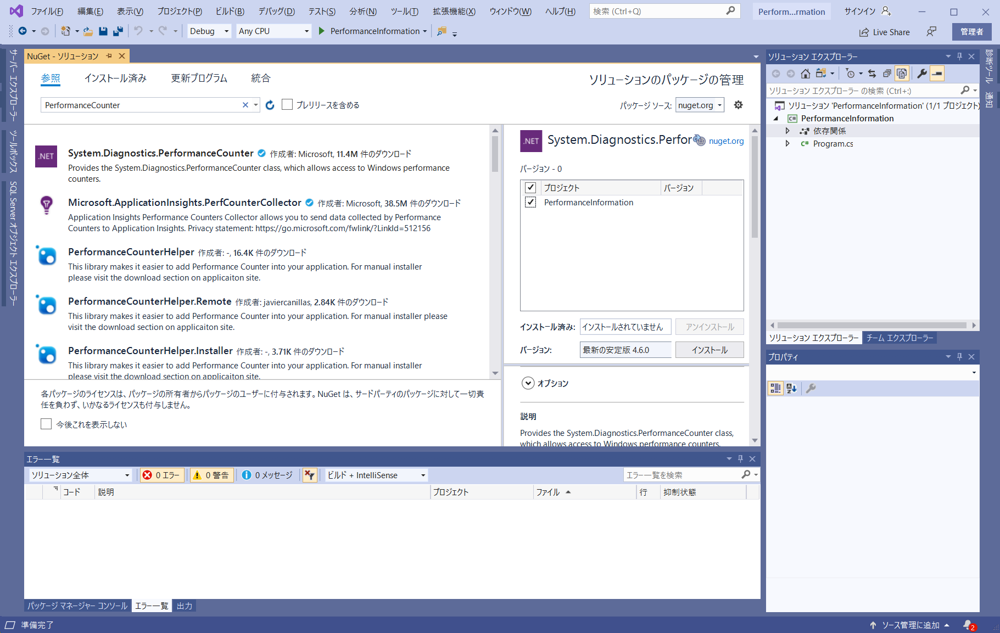 ファイル(F) 編集(E) 表示(V) プロジェクト(P) ビルド(B) デバッグ(D) テスト(S) 分析(N) ツール(T) 拡張機能(X) ウィンドウ(W) ヘルプ(H) 検索 (Ctrl+Q) Perform...rmation サインイン
Debug Any CPU PerformanceInformation Live Share 管理者
サーバー エクスプローラー
ツールボックス
SQL Server オブジェクト エクスプローラー
NuGet - ソリューション
参照 インストール済み 更新プログラム 統合 ソリューションのパッケージの管理
PerformanceCounter プレリリースを含める パッケージ ソース: nuget.org
.NET
System.Diagnostics.PerformanceCounter 作成者: Microsoft, 11.4M 件のダウンロード
Provides the System.Diagnostics.PerformanceCounter class, which allows access to Windows performance
counters.
Microsoft.ApplicationInsights.PerfCounterCollector 作成者: Microsoft, 38.5M 件のダウンロード
Application Insights Performance Counters Collector allows you to send data collected by Performance
Counters to Application Insights. Privacy statement: https://go.microsoft.com/fwlink/?LinkId=512156
PerformanceCounterHelper 作成者: -, 16.4K 件のダウンロード
This library makes it easier to add Performance Counter into your application. For manual installer
please visit the download section on applicaiton site.
PerformanceCounterHelper.Remote 作成者: javiercanillas, 2.84K 件のダウンロード
This library makes it easier to add Performance Counter into your application. For manual installer please
visit the download section on applicaiton site.
PerformanceCounterHelper.Installer 作成者: -, 3.71K 件のダウンロード
This library makes it easier to add Performance Counter into your application. For manual installer
please visit the download section on applicaiton site.
各パッケージのライセンスは、パッケージの所有者からパッケージのユーザーに付与されます。NuGet は、サードパーティのパッケージに対して一切責
任を負わず、いかなるライセンスも付与しません。
今後これを表示しない
.NET System.Diagnostics.Perfor nuget.org
バージョン - 0
プロジェクト バージョン
PerformanceInformation
インストール済み: インストールされていません アンインストール
バージョン: 最新の安定版 4.6.0 インストール
オプション
説明
Provides the System.Diagnostics.PerformanceCounter class,
which allows access to Windows performance counters.
ソリューション エクスプローラー
ソリューション エクスプローラー の検索 (Ctrl+;)
ソリューション 'PerformanceInformation' (1/1 プロジェクト)
C# PerformanceInformation
依存関係
C# Program.cs
ソリューション エクスプローラー チーム エクスプローラー
プロパティ
診断ツール
通知
エラー一覧
ソリューション全体 0 エラー 0 警告 0 メッセージ ビルド + IntelliSense エラー一覧を検索
コード 説明 プロジェクト ファイル 行 抑制状態
パッケージ マネージャー コンソール エラー一覧 出力
準備完了 ソース管理に追加 2